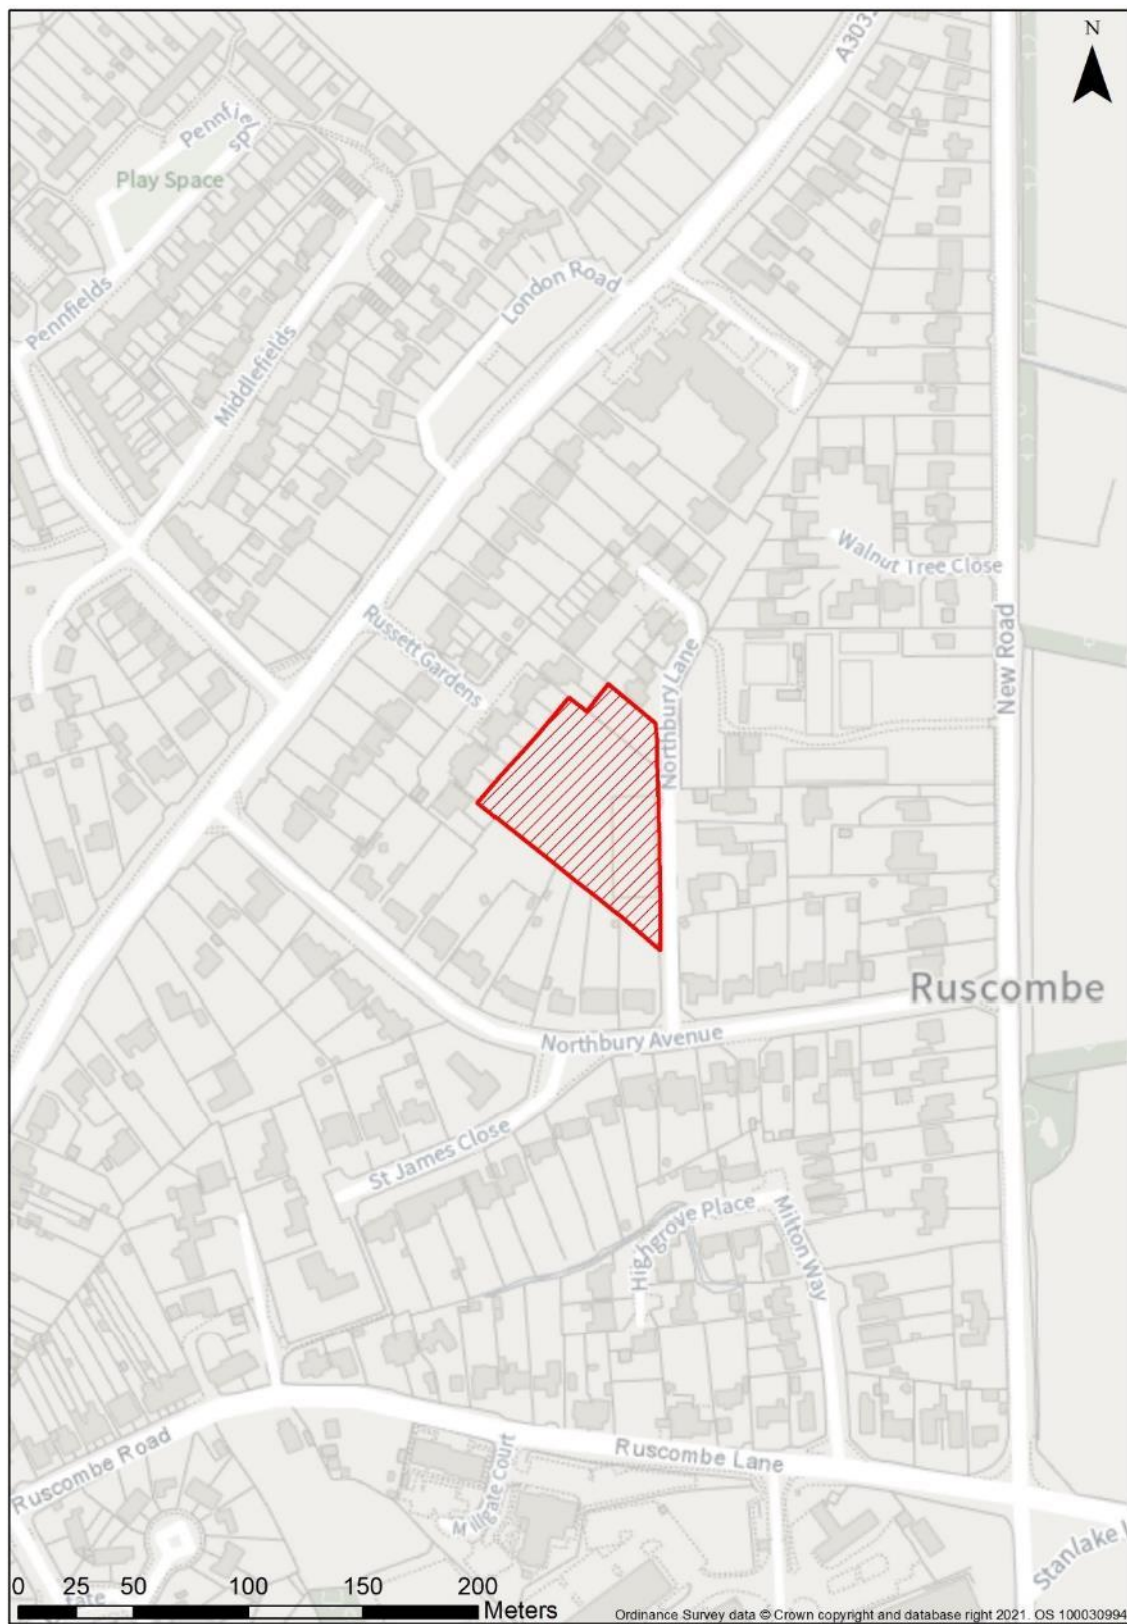 N
A303
Pennfields
Play Space
London Road
Pennfields
Middlefields
Walnut Tree Close
Russett Gardens
New Road
Northbury Lane
Ruscombe
Northbury Avenue
St James Close
Highgrove Place
Milton Way
Ruscombe Lane
Ruscombe Road
Millgate Court
Stanlake
tate
0 25 50 100 150 200
Meters
Ordinance Survey data © Crown copyright and database right 2021. OS 100030994